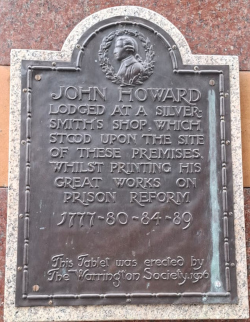 JOHN HOWARD
LODGED AT A SILVER-
SMITH'S SHOP, WHICH
STOOD UPON THE SITE
OF THESE PREMISES,
WHILST PRINTING HIS
GREAT WORKS ON
PRISON REFORM
1777-80-84-89
This Tablet was erected by
The Warrington Society, 1906